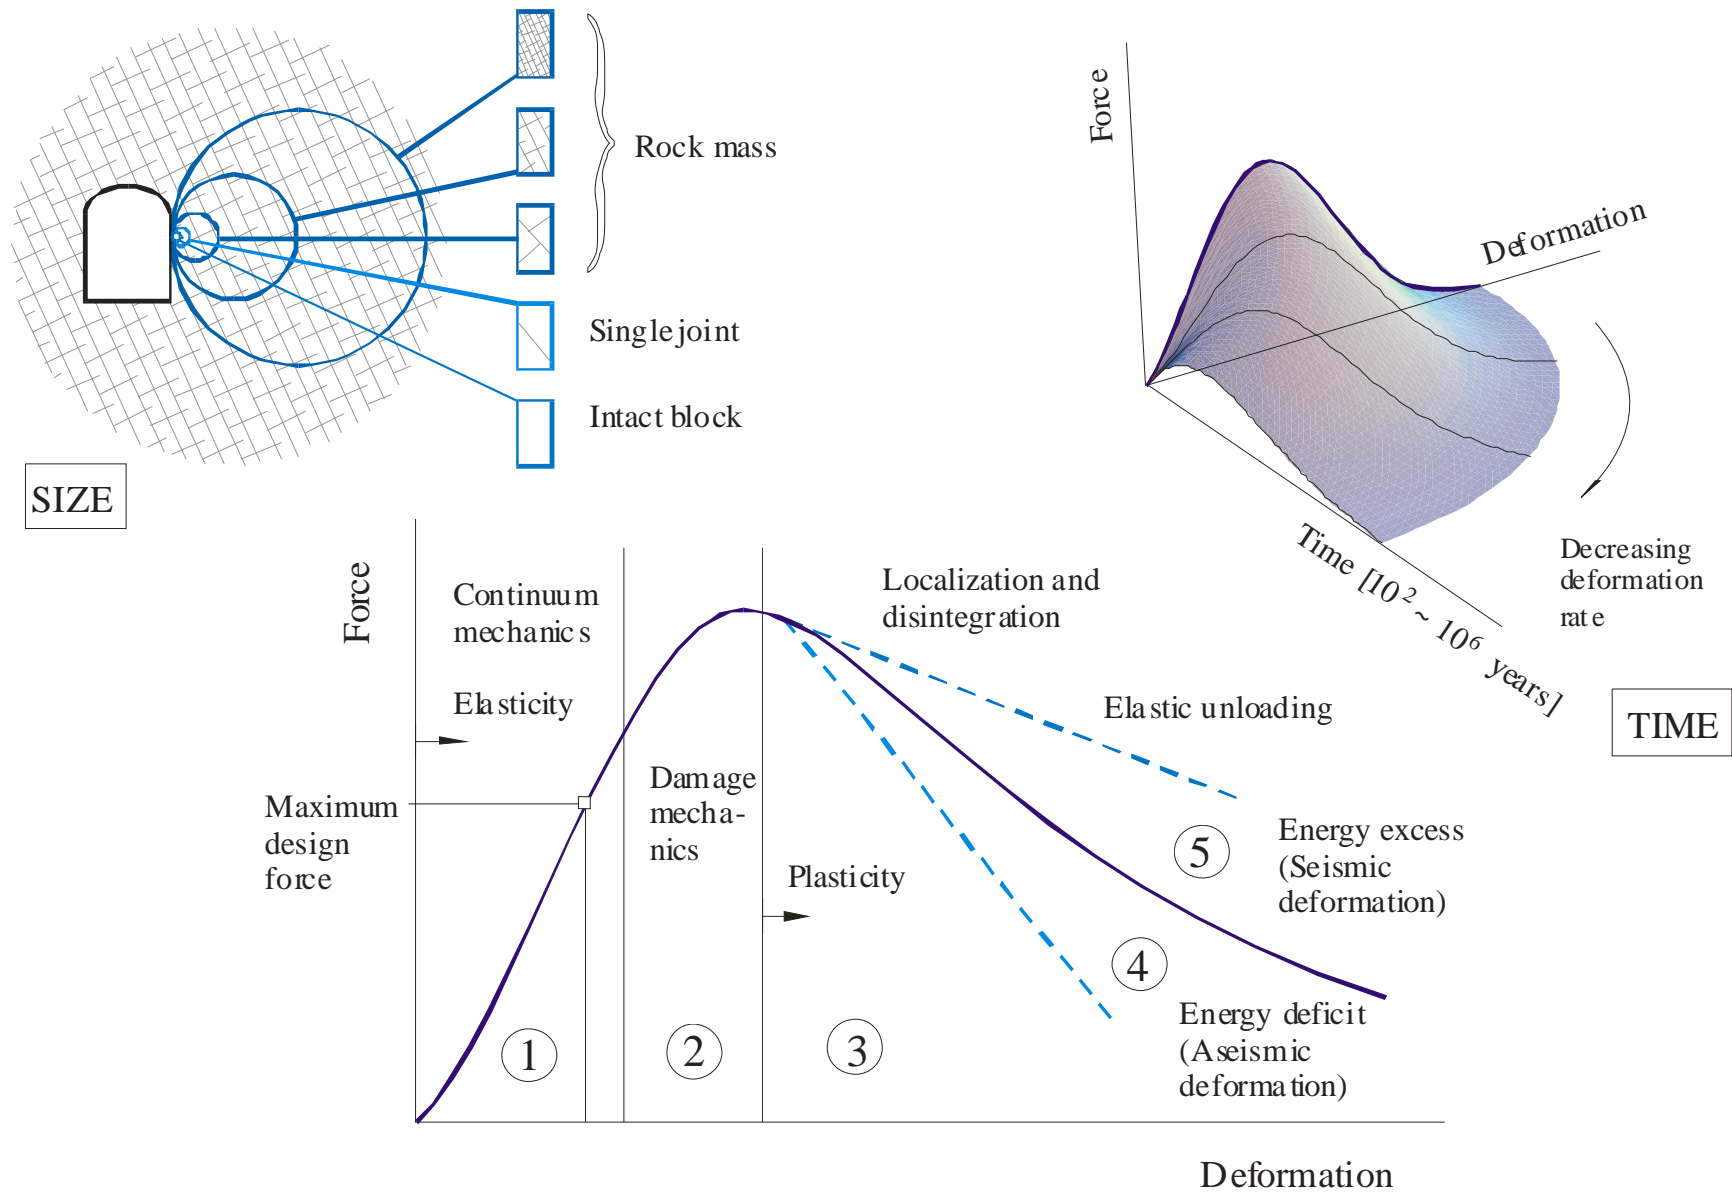 Rock mass
Single joint
Intact block
SIZE
Force
Deformation
Time [10² ~ 10⁶ years]
Decreasing
deformation
rate
TIME
Force
Continuum
mechanics
Elasticity
Maximum
design
force
Damage
mecha-
nics
Localization and
disintegration
Elastic unloading
Plasticity
5
Energy excess
(Seismic
deformation)
4
Energy deficit
(Aseismic
deformation)
1
2
3
Deformation